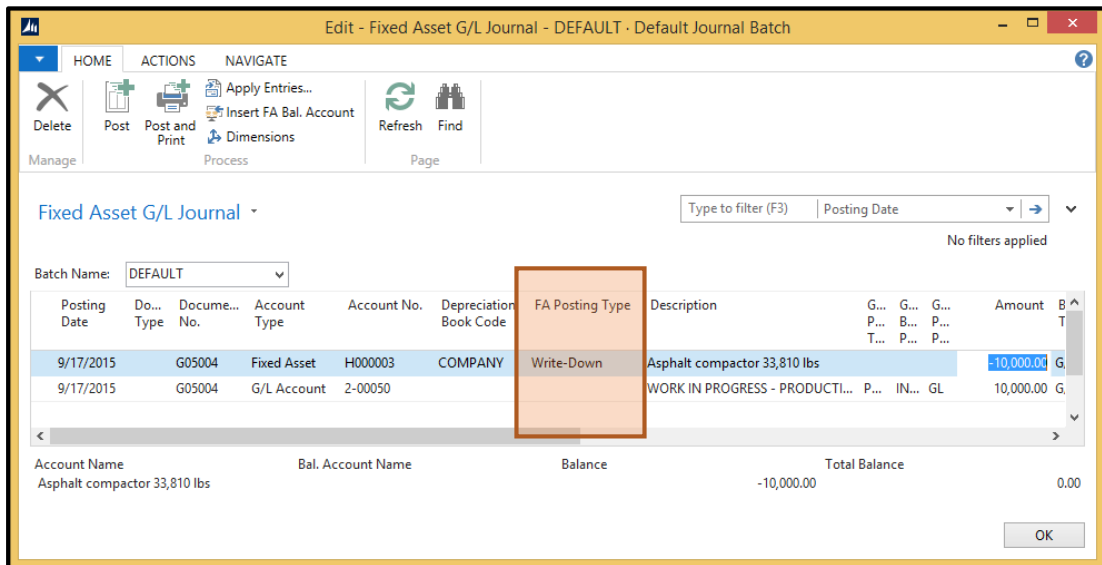 Edit - Fixed Asset G/L Journal - DEFAULT · Default Journal Batch
HOME ACTIONS NAVIGATE
Delete
Post
Post and Print
Apply Entries...
Insert FA Bal. Account
Dimensions
Refresh
Find
Manage Process Page
Fixed Asset G/L Journal
Type to filter (F3) Posting Date
No filters applied
Batch Name: DEFAULT
Posting Date Do... Type Docume... No. Account Type Account No. Depreciation Book Code FA Posting Type Description G... P... T... G... B... P... G... P... P... Amount B T
9/17/2015 G05004 Fixed Asset H000003 COMPANY Write-Down Asphalt compactor 33,810 lbs -10,000.00 G,
9/17/2015 G05004 G/L Account 2-00050 WORK IN PROGRESS - PRODUCTI... P... IN... GL 10,000.00 G,
Account Name Bal. Account Name Balance Total Balance
Asphalt compactor 33,810 lbs -10,000.00 0.00
OK